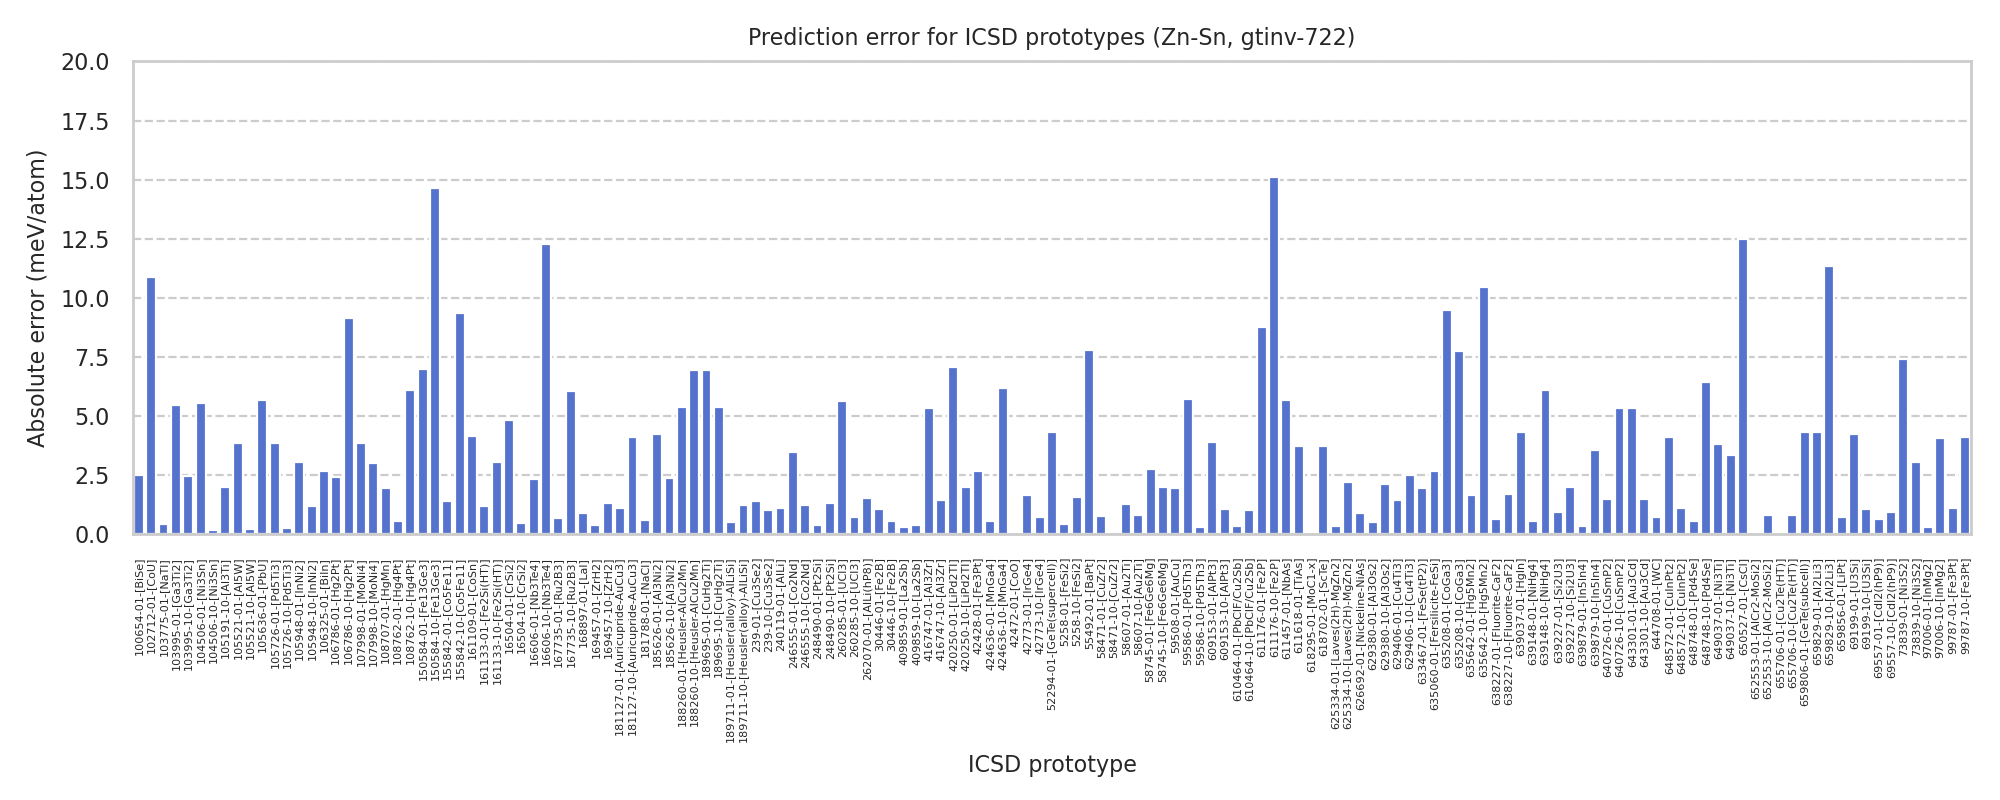 Prediction error for ICSD prototypes (Zn-Sn, gtinv-722)
Absolute error (meV/atom)
20.0
17.5
15.0
12.5
10.0
7.5
5.0
2.5
0.0
100654-01-[BiSe]
102712-01-[CoU]
103775-01-[NaTl]
103995-01-[Ga3Ti2]
103995-10-[Ga3Ti2]
104506-01-[Ni3Sn]
104506-10-[Ni3Sn]
105191-01-[Al3Ti]
105191-10-[Al3Ti]
105521-01-[Al5W]
105521-10-[Al5W]
105636-01-[PbU]
105726-01-[Pd5Ti3]
105726-10-[Pd5Ti3]
105948-01-[InNi2]
105948-10-[InNi2]
106325-01-[BiIn]
106786-01-[Hg2Pt]
106786-10-[Hg2Pt]
107998-01-[MoNi4]
107998-10-[MoNi4]
108707-01-[HgMn]
108762-01-[Hg4Pt]
108762-10-[Hg4Pt]
150584-01-[Fe13Ge3]
150584-10-[Fe13Ge3]
155842-01-[Co5Fe11]
155842-10-[Co5Fe11]
161109-01-[CoSn]
161133-01-[Fe2Si(HT)]
161133-10-[Fe2Si(HT)]
16504-01-[CrSi2]
16504-10-[CrSi2]
16606-01-[Nb3Te4]
16606-10-[Nb3Te4]
167735-01-[Ru2B3]
167735-10-[Ru2B3]
168897-01-[LaI]
169457-01-[ZrH2]
169457-10-[ZrH2]
181127-01-[Auricupride-AuCu3]
181127-10-[Auricupride-AuCu3]
181788-01-[NaCl]
185626-01-[Al3Ni2]
185626-10-[Al3Ni2]
188260-01-[Heusler-AlCu2Mn]
188260-10-[Heusler-AlCu2Mn]
189695-01-[CuHg2Ti]
189695-10-[CuHg2Ti]
189711-01-[Heusler(alloy)-AlLiSi]
189711-10-[Heusler(alloy)-AlLiSi]
239-01-[Cu3Se2]
239-10-[Cu3Se2]
240119-01-[AlLi]
246555-01-[Co2Nd]
246555-10-[Co2Nd]
248490-01-[Pt2Si]
248490-10-[Pt2Si]
260285-01-[UCl3]
260285-10-[UCl3]
262070-01-[AlLi(hP8)]
30446-01-[Fe2B]
30446-10-[Fe2B]
409859-01-[La2Sb]
409859-10-[La2Sb]
416747-01-[Al3Zr]
416747-10-[Al3Zr]
420250-01-[LiPd2Tl]
420250-10-[LiPd2Tl]
42428-01-[Fe3Pt]
424636-01-[MnGa4]
424636-10-[MnGa4]
42472-01-[CoO]
42773-01-[IrGe4]
42773-10-[IrGe4]
52294-01-[GeTe(supercell)]
5258-01-[FeSi2]
5258-10-[FeSi2]
55492-01-[BaPt]
58471-01-[CuZr2]
58471-10-[CuZr2]
58607-01-[Au2Ti]
58607-10-[Au2Ti]
58745-01-[Fe6Ge6Mg]
58745-10-[Fe6Ge6Mg]
59508-01-[AuCu]
59586-01-[Pd5Th3]
59586-10-[Pd5Th3]
609153-01-[AlPt3]
609153-10-[AlPt3]
610464-01-[PbClF/Cu2Sb]
610464-10-[PbClF/Cu2Sb]
611176-01-[Fe2P]
611176-10-[Fe2P]
611457-01-[NbAs]
611618-01-[TiAs]
618295-01-[MoC1-x]
618702-01-[ScTe]
625334-01-[Laves(2H)-MgZn2]
625334-10-[Laves(2H)-MgZn2]
626692-01-[Nickeline-NiAs]
629380-01-[Al3Os2]
629380-10-[Al3Os2]
629406-01-[Cu4Ti3]
629406-10-[Cu4Ti3]
633467-01-[FeSe(tP2)]
635060-01-[Fersilicite-FeSi]
635208-01-[CoGa3]
635208-10-[CoGa3]
635642-01-[Hg5Mn2]
635642-10-[Hg5Mn2]
638227-01-[Fluorite-CaF2]
638227-10-[Fluorite-CaF2]
639037-01-[HgIn]
639148-01-[NiHg4]
639148-10-[NiHg4]
639227-01-[Si2U3]
639227-10-[Si2U3]
639879-01-[In5In4]
639879-10-[In5In4]
640726-01-[CuSmP2]
640726-10-[CuSmP2]
643301-01-[Au3Cd]
643301-10-[Au3Cd]
644708-01-[WC]
648572-01-[CuInPt2]
648572-10-[CuInPt2]
648748-01-[Pd4Se]
648748-10-[Pd4Se]
649037-01-[Ni3Ti]
649037-10-[Ni3Ti]
650527-01-[CsCl]
652553-01-[AlCr2-MoSi2]
652553-10-[AlCr2-MoSi2]
655706-01-[Cu2Te(HT)]
655706-10-[Cu2Te(HT)]
659806-01-[GeTe(subcell)]
659829-01-[Al2Li3]
659829-10-[Al2Li3]
659856-01-[LiPt]
69199-01-[U3Si]
69199-10-[U3Si]
69557-01-[CdI2(hP9)]
69557-10-[CdI2(hP9)]
73839-01-[Ni3S2]
73839-10-[Ni3S2]
97006-01-[InMg2]
97006-10-[InMg2]
99787-01-[Fe3Pt]
99787-10-[Fe3Pt]
ICSD prototype